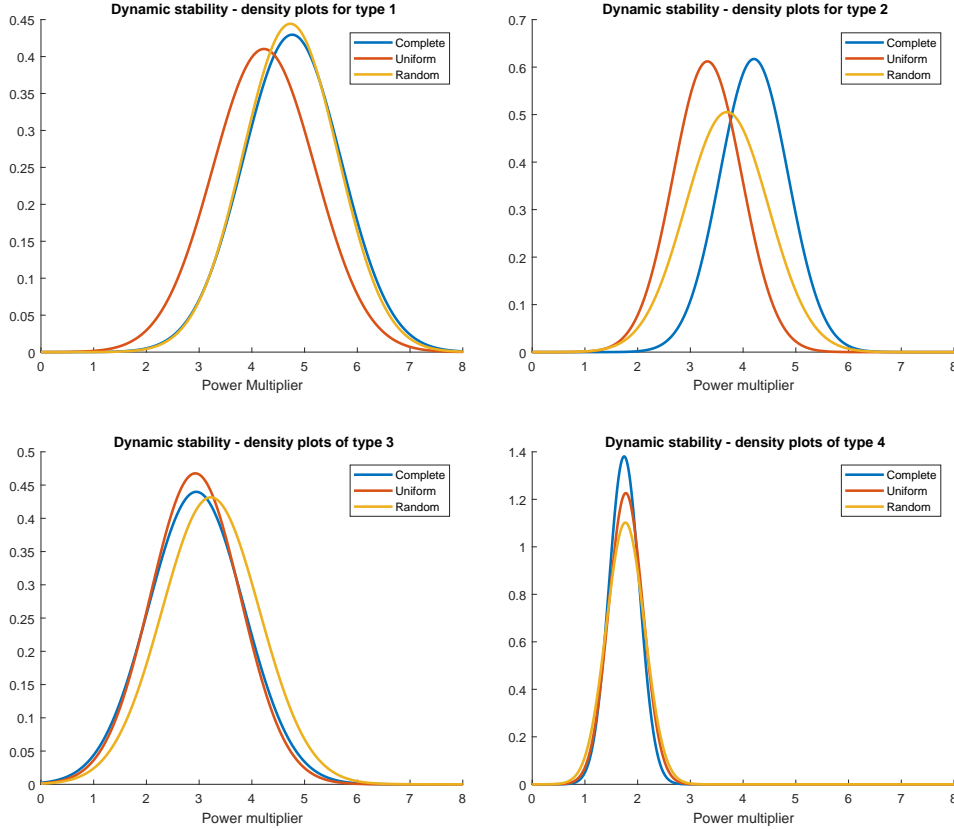 Dynamic stability - density plots for type 1
0.45
0.4
0.35
0.3
0.25
0.2
0.15
0.1
0.05
0
0 1 2 3 4 5 6 7 8
Power Multiplier
Complete
Uniform
Random
Dynamic stability - density plots for type 2
0.7
0.6
0.5
0.4
0.3
0.2
0.1
0
0 1 2 3 4 5 6 7 8
Power multiplier
Complete
Uniform
Random
Dynamic stability - density plots of type 3
0.5
0.45
0.4
0.35
0.3
0.25
0.2
0.15
0.1
0.05
0
0 1 2 3 4 5 6 7 8
Power multiplier
Complete
Uniform
Random
Dynamic stability - density plots of type 4
1.4
1.2
1
0.8
0.6
0.4
0.2
0
0 1 2 3 4 5 6 7 8
Power multiplier
Complete
Uniform
Random